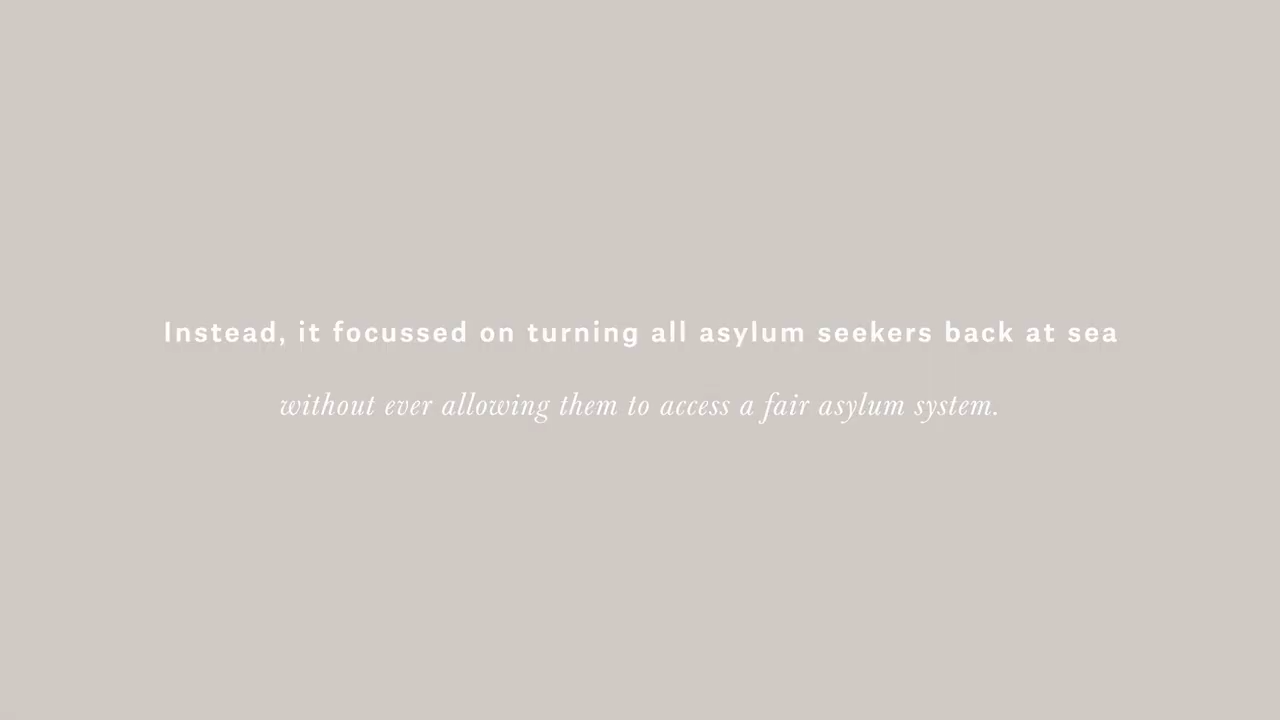 Instead, it focussed on turning all asylum seekers back at sea
without ever allowing them to access a fair asylum system.